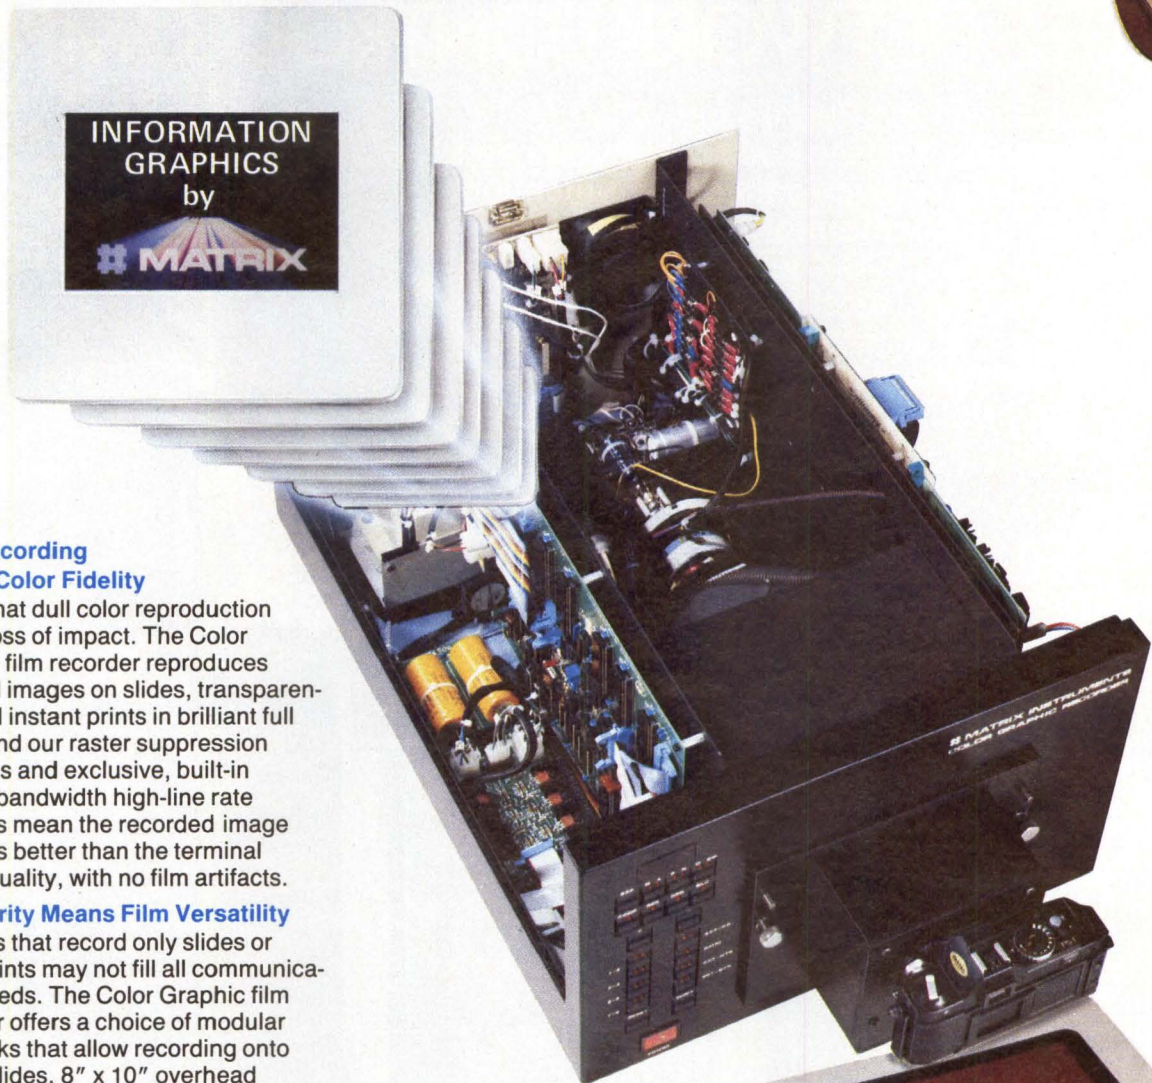 INFORMATION
GRAPHICS
by
# MATRIX
cording
Color Fidelity
hat dull color reproduction
oss of impact. The Color
film recorder reproduces
l images on slides, transparen-
l instant prints in brilliant full
nd our raster suppression
s and exclusive, built-in
bandwidth high-line rate
s mean the recorded image
s better than the terminal
uality, with no film artifacts.
rity Means Film Versatility
s that record only slides or
ints may not fill all communica-
eds. The Color Graphic film
r offers a choice of modular
ks that allow recording onto
lides, 8" x 10" overhead
# MATRIX INSTRUMENTS
COLOR GRAPHIC RECORDER